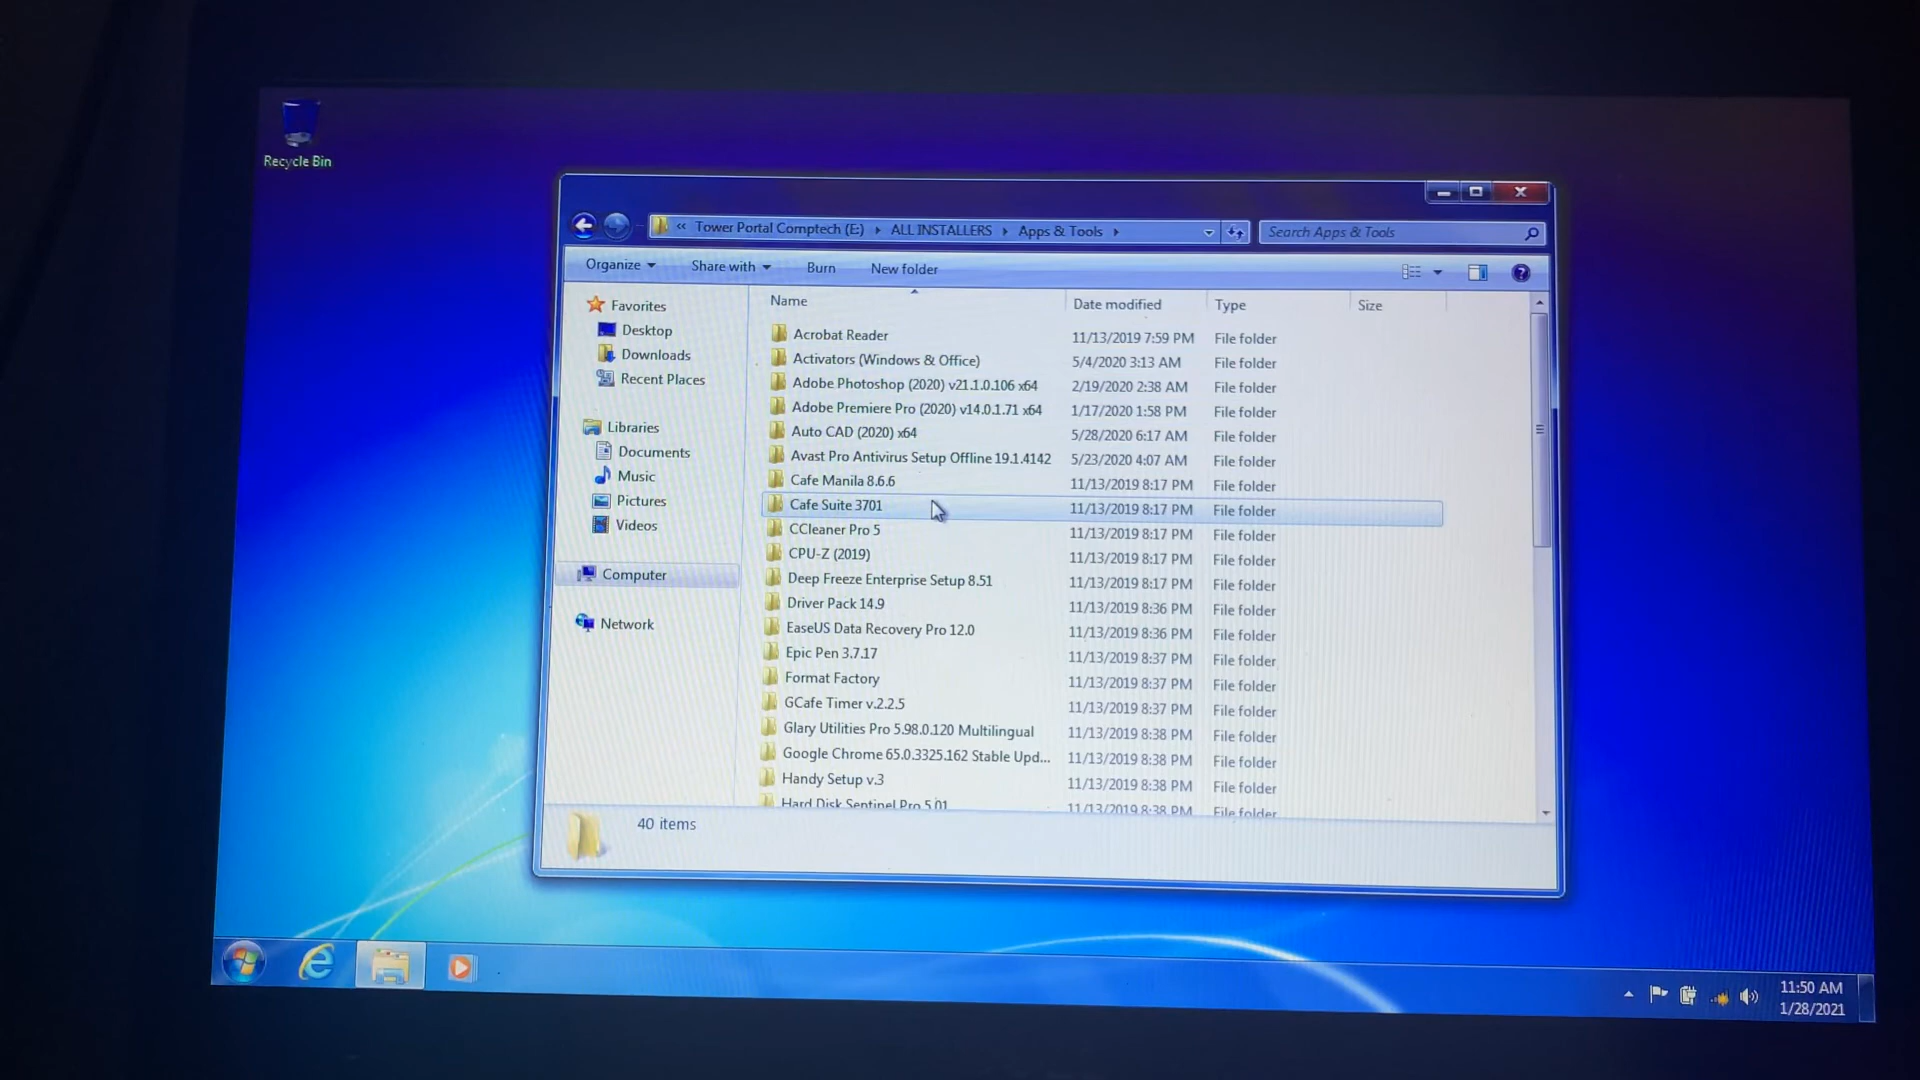 Recycle Bin
« Tower Portal Comptech (E:) ▸ ALL INSTALLERS ▸ Apps & Tools ▸
Search Apps & Tools
Organize Share with Burn New folder
Name Date modified Type Size
Favorites
Desktop
Downloads
Recent Places
Libraries
Documents
Music
Pictures
Videos
Computer
Network
Acrobat Reader 11/13/2019 7:59 PM File folder
Activators (Windows & Office) 5/4/2020 3:13 AM File folder
Adobe Photoshop (2020) v21.1.0.106 x64 2/19/2020 2:38 AM File folder
Adobe Premiere Pro (2020) v14.0.1.71 x64 1/17/2020 1:58 PM File folder
Auto CAD (2020) x64 5/28/2020 6:17 AM File folder
Avast Pro Antivirus Setup Offline 19.1.4142 5/23/2020 4:07 AM File folder
Cafe Manila 8.6.6 11/13/2019 8:17 PM File folder
Cafe Suite 3701 11/13/2019 8:17 PM File folder
CCleaner Pro 5 11/13/2019 8:17 PM File folder
CPU-Z (2019) 11/13/2019 8:17 PM File folder
Deep Freeze Enterprise Setup 8.51 11/13/2019 8:17 PM File folder
Driver Pack 14.9 11/13/2019 8:36 PM File folder
EaseUS Data Recovery Pro 12.0 11/13/2019 8:36 PM File folder
Epic Pen 3.7.17 11/13/2019 8:37 PM File folder
Format Factory 11/13/2019 8:37 PM File folder
GCafe Timer v.2.2.5 11/13/2019 8:37 PM File folder
Glary Utilities Pro 5.98.0.120 Multilingual 11/13/2019 8:38 PM File folder
Google Chrome 65.0.3325.162 Stable Upd... 11/13/2019 8:38 PM File folder
Handy Setup v.3 11/13/2019 8:38 PM File folder
Hard Disk Sentinel Pro 5.01 11/13/2019 8:38 PM File folder
40 items
11:50 AM
1/28/2021